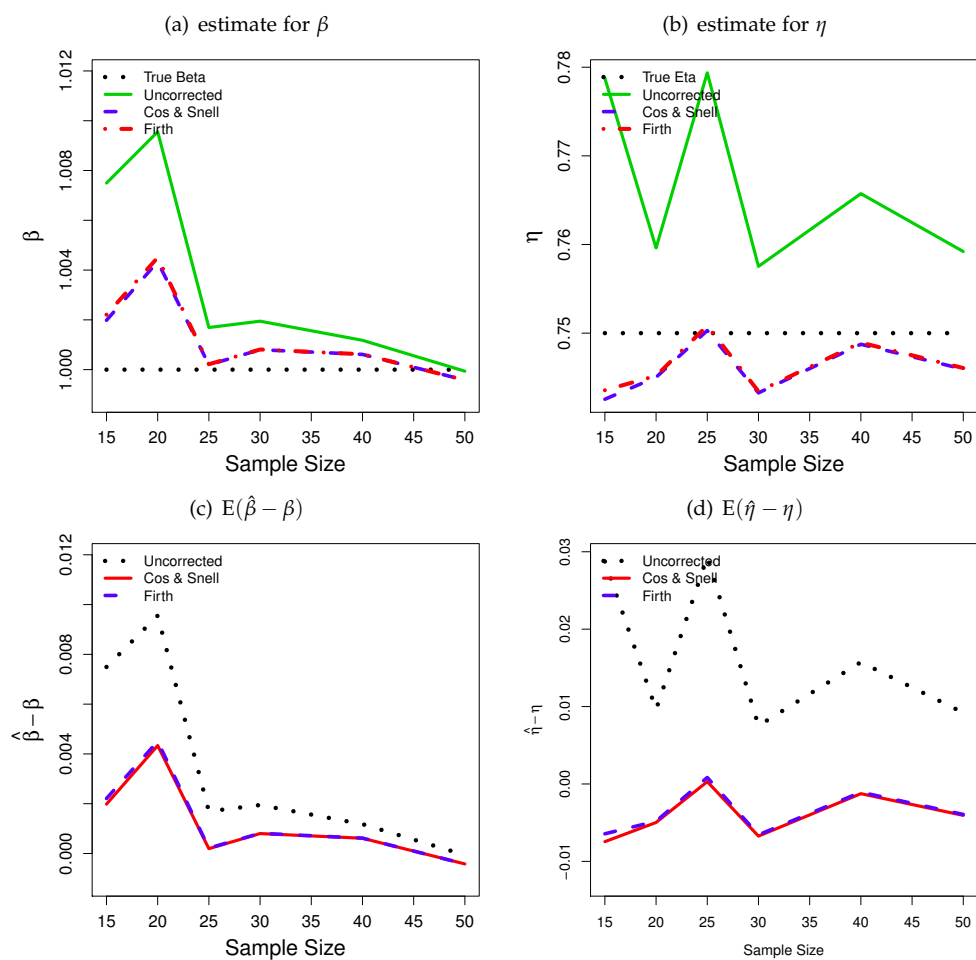 (a) estimate for β
1.012
1.008
1.004
1.000
β
True Beta
Uncorrected
Cos & Snell
Firth
15 20 25 30 35 40 45 50
Sample Size
(b) estimate for η
0.78
0.77
0.76
0.75
η
True Eta
Uncorrected
Cos & Snell
Firth
15 20 25 30 35 40 45 50
Sample Size
(c) E(β̂ − β)
0.012
0.008
0.004
0.000
β̂ − β
Uncorrected
Cos & Snell
Firth
15 20 25 30 35 40 45 50
Sample Size
(d) E(η̂ − η)
0.03
0.02
0.01
0.00
−0.01
η̂ − η
Uncorrected
Cos & Snell
Firth
15 20 25 30 35 40 45 50
Sample Size